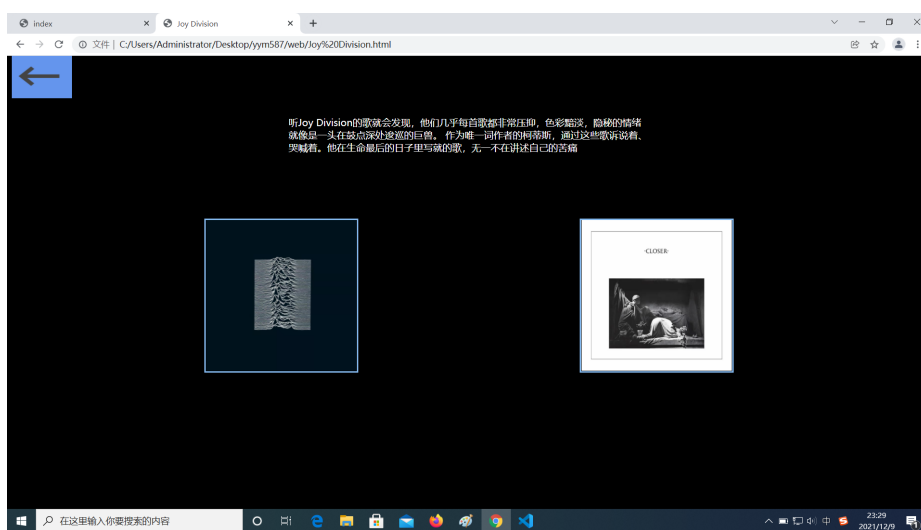 index
Joy Division
文件 | C:/Users/Administrator/Desktop/yym587/web/Joy%20Division.html
听Joy Division的歌就会发现，他们几乎每首歌都非常压抑，色彩黯淡，隐秘的情绪
就像是一头在鼓点深处逡巡的巨兽。 作为唯一词作者的柯蒂斯，通过这些歌诉说着、
哭喊着。他在生命最后的日子里写就的歌，无一不在讲述自己的苦痛
·CLOSER·
在这里输入你要搜索的内容
中
23:29
2021/12/9